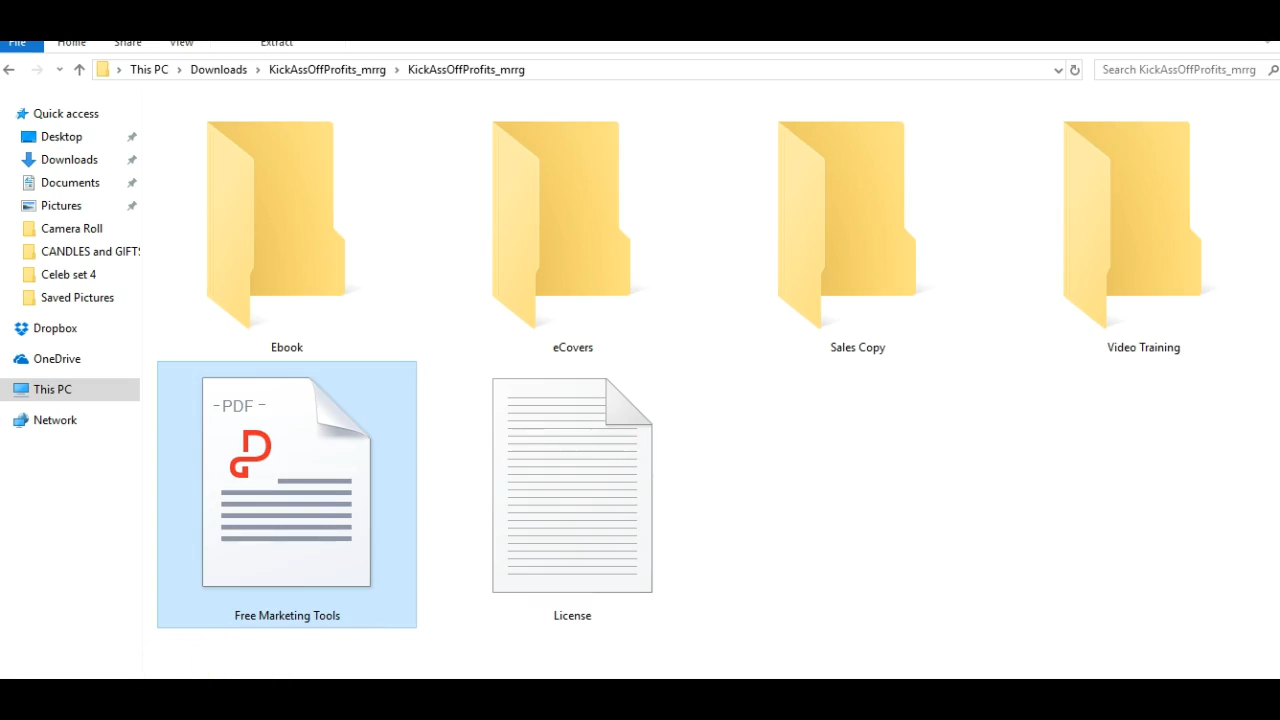 File Home Share View Extract
This PC Downloads KickAssOffProfits_mrrg KickAssOffProfits_mrrg Search KickAssOffProfits_mrrg
Quick access
Desktop
Downloads
Documents
Pictures
Camera Roll
CANDLES and GIFTS
Celeb set 4
Saved Pictures
Dropbox
OneDrive
This PC
Network
Ebook eCovers Sales Copy Video Training
-PDF-
Free Marketing Tools License